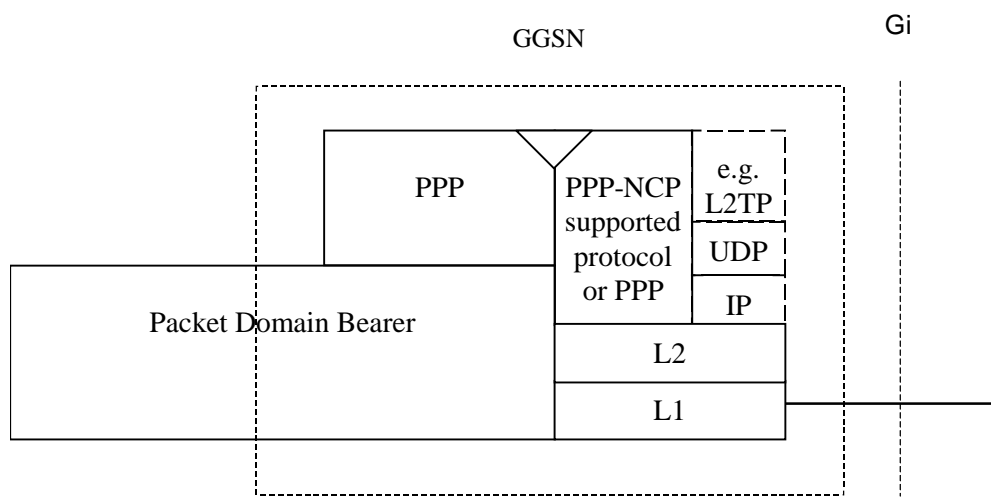 GGSN
Gi
PPP
PPP-NCP
supported
protocol
or PPP
e.g.
L2TP
UDP
IP
Packet Domain Bearer
L2
L1